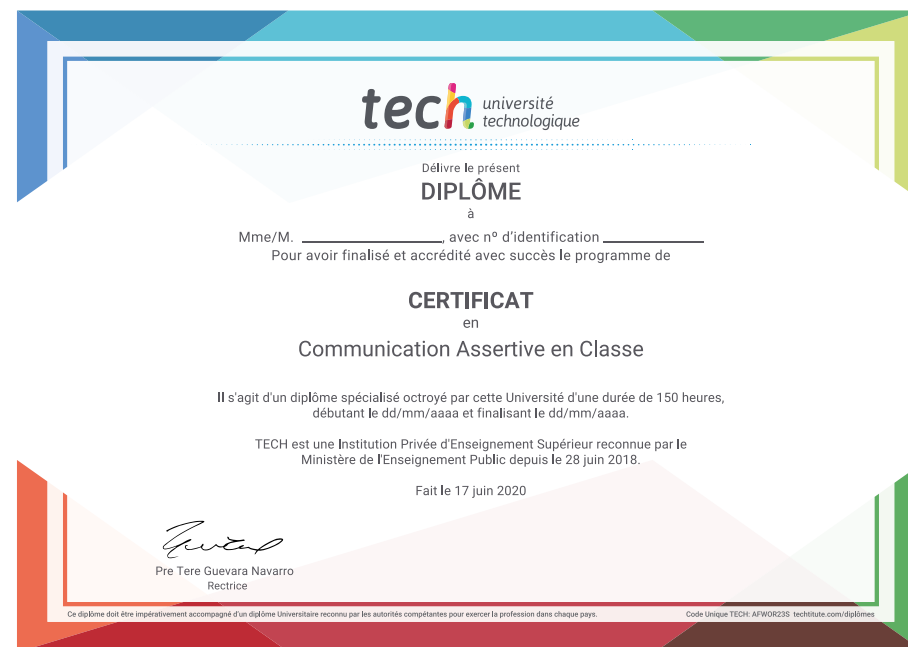 tech université
technologique
Délivre le présent
DIPLÔME
à
Mme/M. ____________________, avec nº d'identification ______________
Pour avoir finalisé et accrédité avec succès le programme de
CERTIFICAT
en
Communication Assertive en Classe
Il s'agit d'un diplôme spécialisé octroyé par cette Université d'une durée de 150 heures,
débutant le dd/mm/aaaa et finalisant le dd/mm/aaaa.
TECH est une Institution Privée d'Enseignement Supérieur reconnue par le
Ministère de l'Enseignement Public depuis le 28 juin 2018.
Fait le 17 juin 2020
Pre Tere Guevara Navarro
Rectrice
Ce diplôme doit être impérativement accompagné d'un diplôme Universitaire reconnu par les autorités compétentes pour exercer la profession dans chaque pays.
Code Unique TECH: AFWOR23S techtitute.com/diplômes